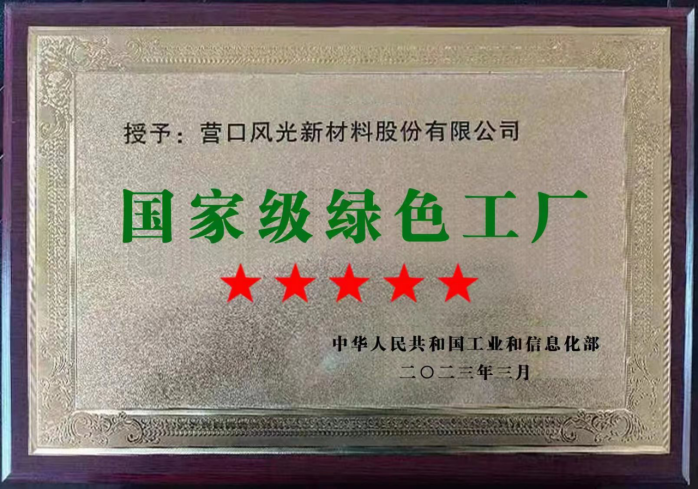 授予：营口风光新材料股份有限公司
国家级绿色工厂
中华人民共和国工业和信息化部
二〇二三年三月